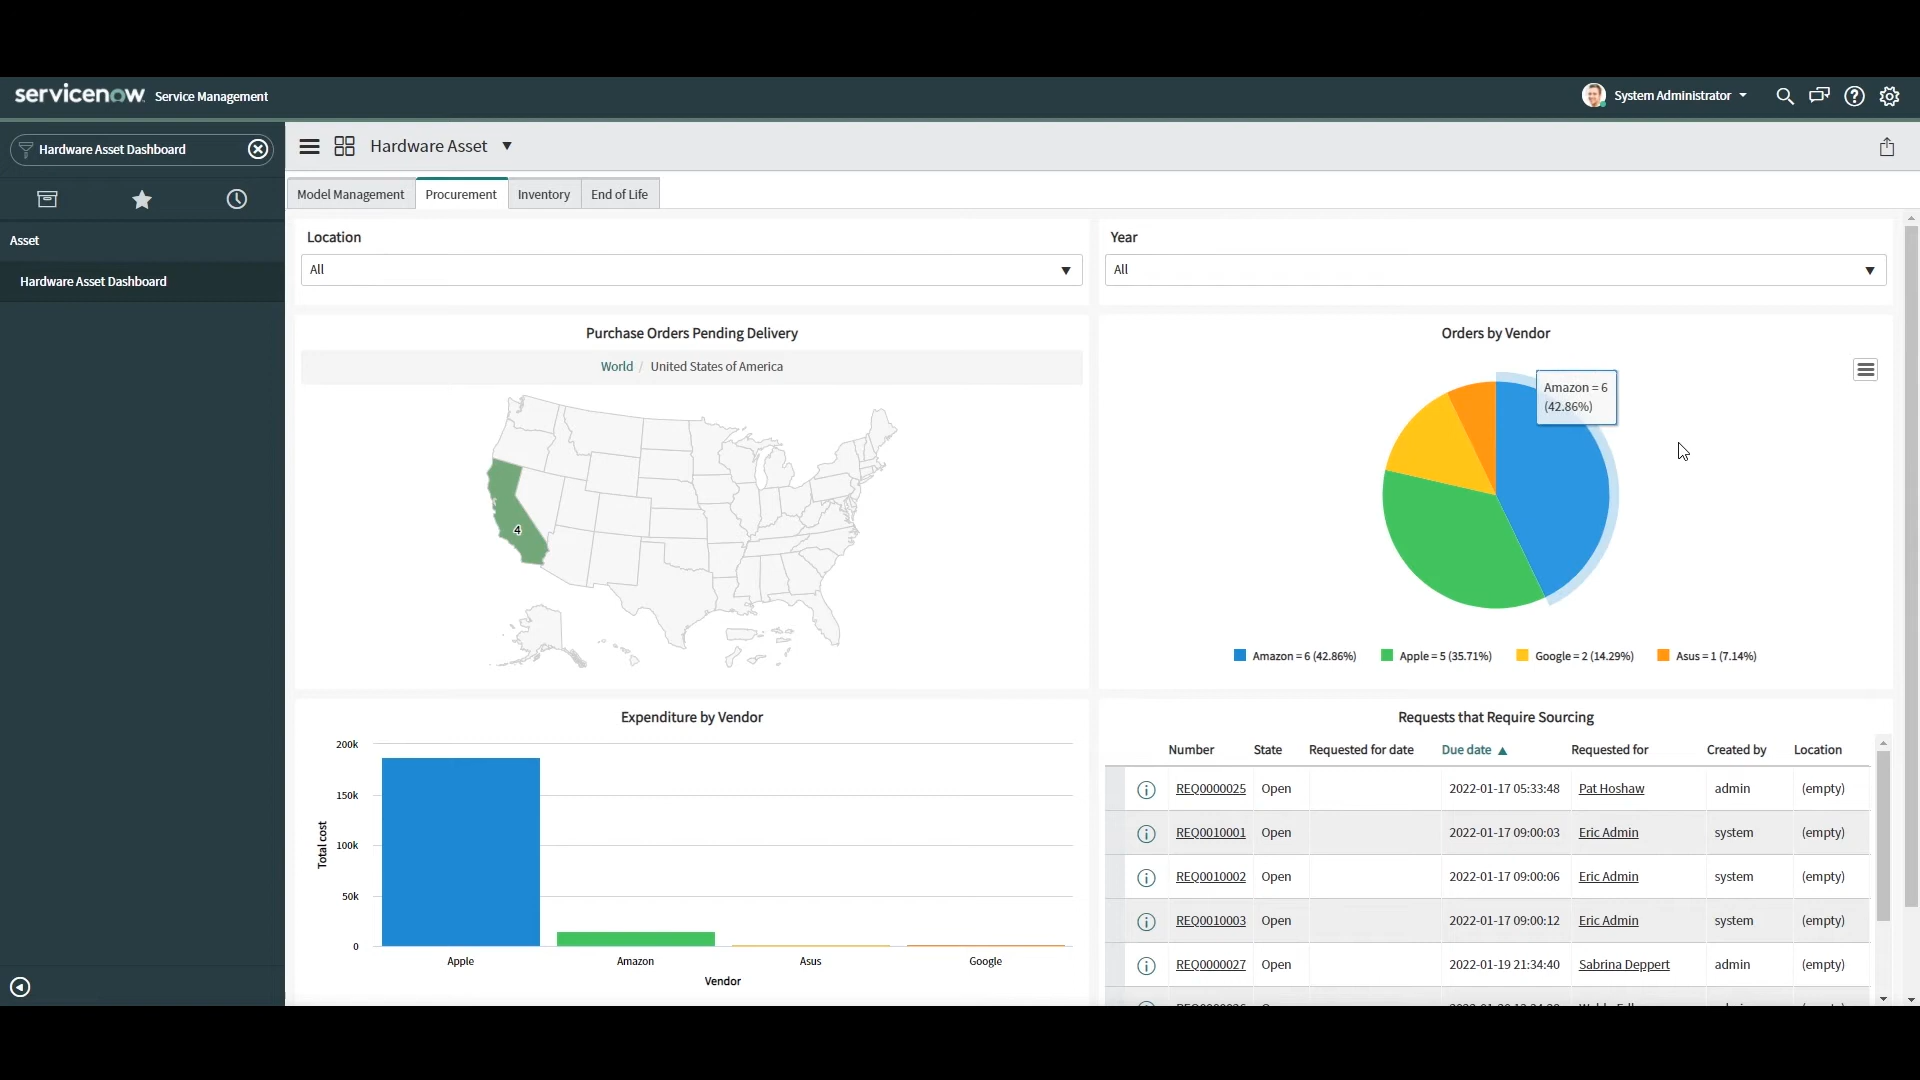 servicenow Service Management
System Administrator
Hardware Asset Dashboard
Asset
Hardware Asset Dashboard
Hardware Asset
Model Management
Procurement
Inventory
End of Life
Location
All
Year
All
Purchase Orders Pending Delivery
World / United States of America
4
Orders by Vendor
Amazon = 6
(42.86%)
Amazon = 6 (42.86%) Apple = 5 (35.71%) Google = 2 (14.29%) Asus = 1 (7.14%)
Expenditure by Vendor
Total cost
200k
150k
100k
50k
0
Apple Amazon Asus Google
Vendor
Requests that Require Sourcing
Number State Requested for date Due date ▲ Requested for Created by Location
REQ0000025 Open 2022-01-17 05:33:48 Pat Hoshaw admin (empty)
REQ0010001 Open 2022-01-17 09:00:03 Eric Admin system (empty)
REQ0010002 Open 2022-01-17 09:00:06 Eric Admin system (empty)
REQ0010003 Open 2022-01-17 09:00:12 Eric Admin system (empty)
REQ0000027 Open 2022-01-19 21:34:40 Sabrina Deppert admin (empty)